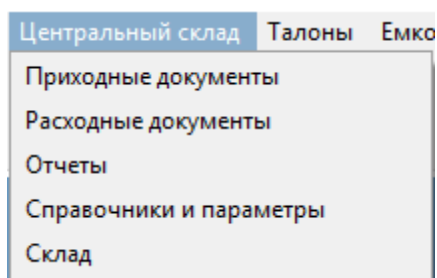 Центральный склад Талоны
Приходные документы
Расходные документы
Отчеты
Справочники и параметры
Склад